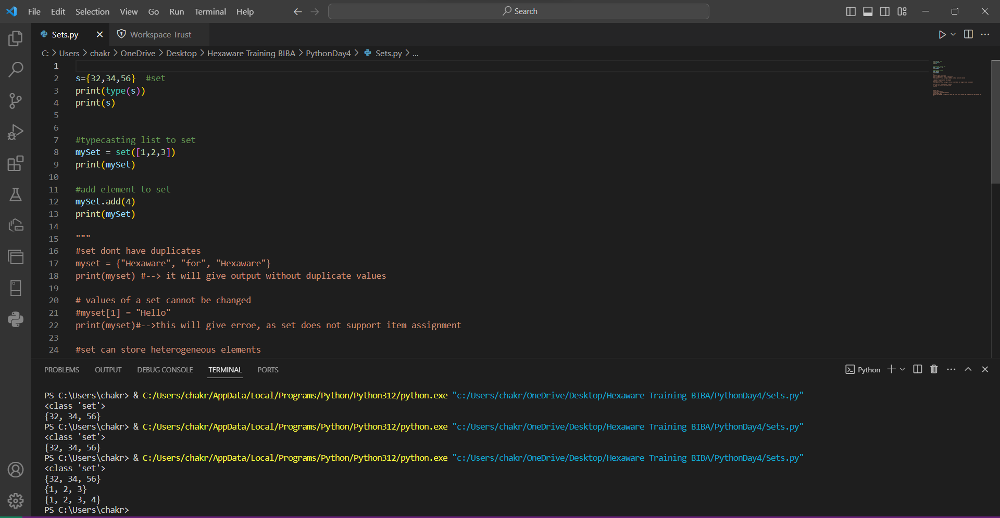 File Edit Selection View Go Run Terminal Help Search
Sets.py Workspace Trust
C: > Users > chakr > OneDrive > Desktop > Hexaware Training BIBA > PythonDay4 > Sets.py > ...
1
2 s={32,34,56}  #set
3 print(type(s))
4 print(s)
5
6
7 #typecasting list to set
8 mySet = set([1,2,3])
9 print(mySet)
10
11 #add element to set
12 mySet.add(4)
13 print(mySet)
14
15 """
16 #set dont have duplicates
17 myset = {"Hexaware", "for", "Hexaware"}
18 print(myset) #--> it will give output without duplicate values
19
20 # values of a set cannot be changed
21 #myset[1] = "Hello"
22 print(myset)#-->this will give erroe, as set does not support item assignment
23
24 #set can store heterogeneous elements
PROBLEMS OUTPUT DEBUG CONSOLE TERMINAL PORTS Python
PS C:\Users\chakr> & C:/Users/chakr/AppData/Local/Programs/Python/Python312/python.exe "c:/Users/chakr/OneDrive/Desktop/Hexaware Training BIBA/PythonDay4/Sets.py"
<class 'set'>
{32, 34, 56}
PS C:\Users\chakr> & C:/Users/chakr/AppData/Local/Programs/Python/Python312/python.exe "c:/Users/chakr/OneDrive/Desktop/Hexaware Training BIBA/PythonDay4/Sets.py"
<class 'set'>
{32, 34, 56}
PS C:\Users\chakr> & C:/Users/chakr/AppData/Local/Programs/Python/Python312/python.exe "c:/Users/chakr/OneDrive/Desktop/Hexaware Training BIBA/PythonDay4/Sets.py"
<class 'set'>
{32, 34, 56}
{1, 2, 3}
{1, 2, 3, 4}
PS C:\Users\chakr>